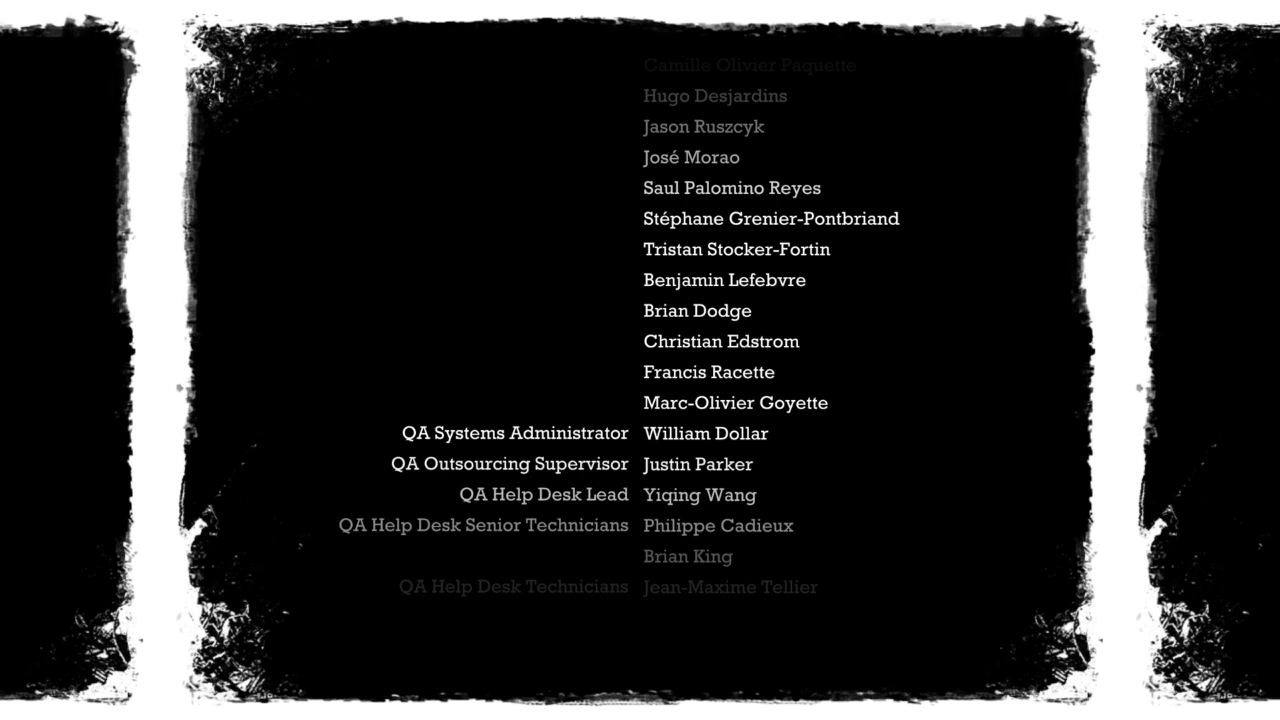 Camille Olivier Paquette
Hugo Desjardins
Jason Ruszcyk
José Morao
Saul Palomino Reyes
Stéphane Grenier-Pontbriand
Tristan Stocker-Fortin
Benjamin Lefebvre
Brian Dodge
Christian Edstrom
Francis Racette
Marc-Olivier Goyette
QA Systems Administrator William Dollar
QA Outsourcing Supervisor Justin Parker
QA Help Desk Lead Yiqing Wang
QA Help Desk Senior Technicians Philippe Cadieux
Brian King
QA Help Desk Technicians Jean-Maxime Tellier